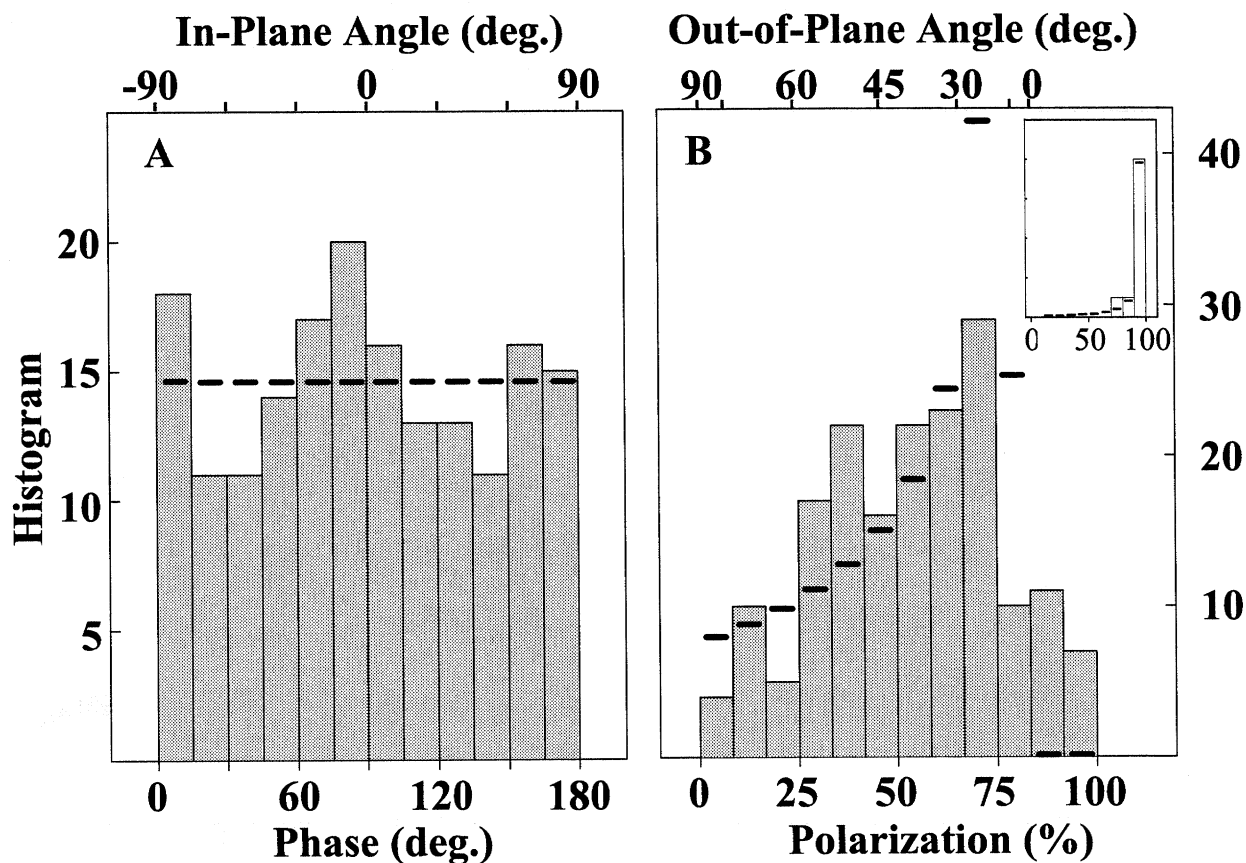 In-Plane Angle (deg.)
Out-of-Plane Angle (deg.)
-90 0 90
90 60 45 30 0
A
B
Histogram
20
15
10
5
40
30
20
10
0 50 100
0 60 120 180
0 25 50 75 100
Phase (deg.)
Polarization (%)